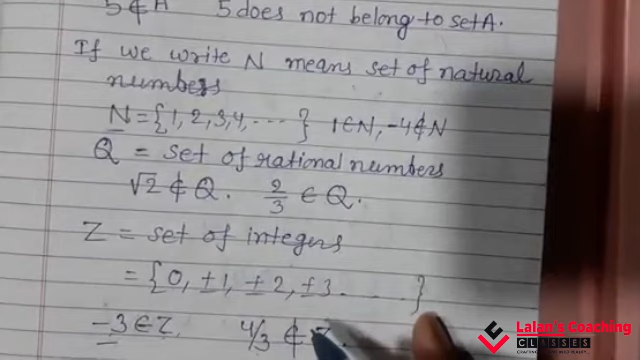 5 ∉ A 5 does not belong to set A.
If we write N means set of natural
numbers
N = {1, 2, 3, 4, ....} 1 ∈ N, -4 ∉ N
Q = set of rational numbers
√2 ∉ Q. 2/3 ∈ Q.
Z = set of integers
= {0, ±1, ±2, ±3 ......}
-3 ∈ Z, 4/3 ∉ Z.
Lalan's Coaching
CLASSES